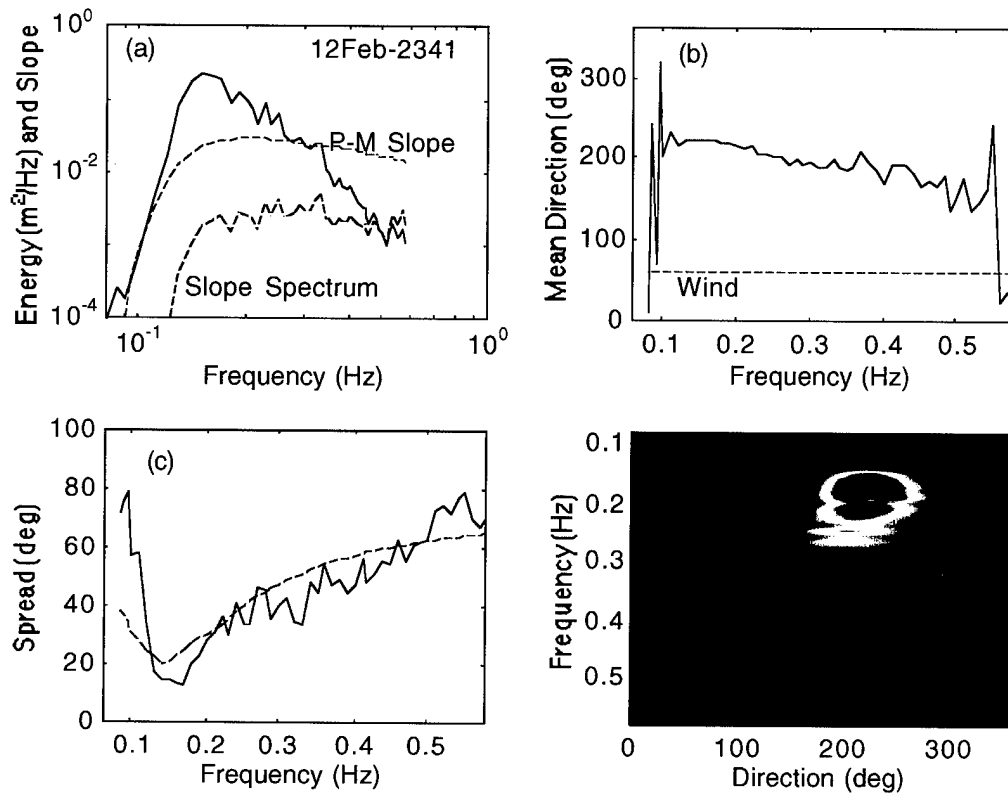 (a)
12Feb-2341
Energy (m²/Hz) and Slope
10⁰
10⁻²
10⁻⁴
P-M Slope
Slope Spectrum
10⁻¹
10⁰
Frequency (Hz)
(b)
Mean Direction (deg)
300
200
100
0
Wind
0.1
0.2
0.3
0.4
0.5
Frequency (Hz)
(c)
Spread (deg)
100
80
60
40
20
0
0.1
0.2
0.3
0.4
0.5
Frequency (Hz)
Frequency (Hz)
0.1
0.2
0.3
0.4
0.5
0
100
200
300
Direction (deg)